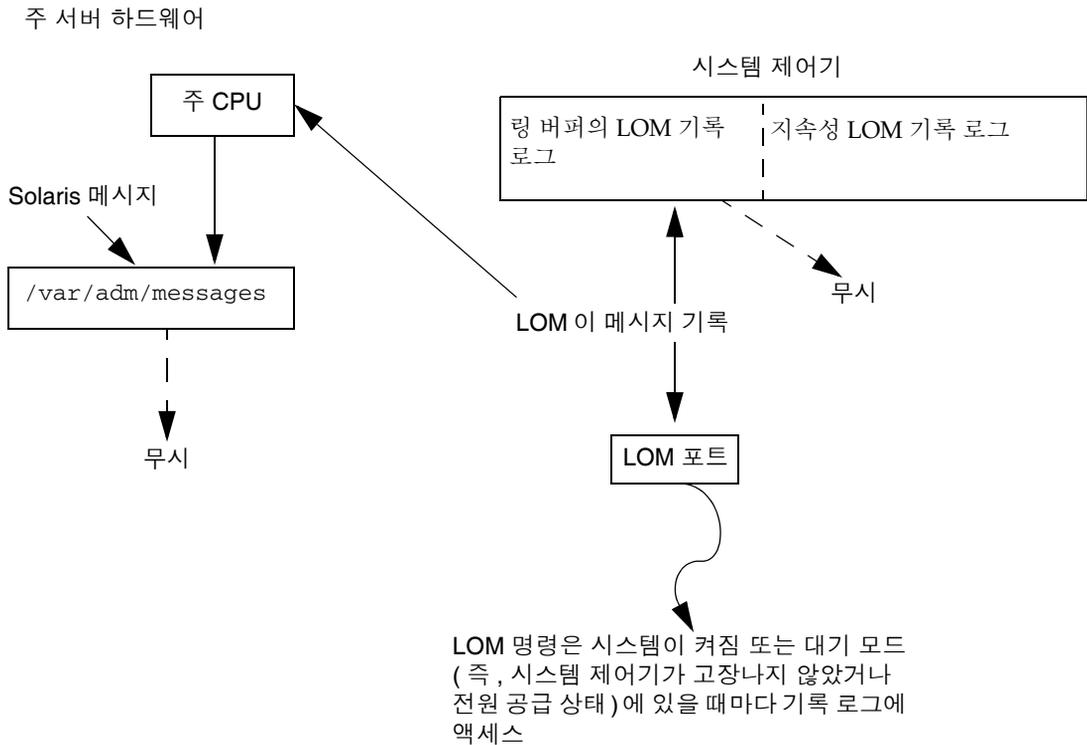 주 서버 하드웨어
시스템 제어기
주 CPU
링 버퍼의 LOM 기록
로그
지속성 LOM 기록 로그
Solaris 메시지
/var/adm/messages
무시
LOM 이 메시지 기록
무시
LOM 포트
LOM 명령은 시스템이 켜짐 또는 대기 모드
( 즉 , 시스템 제어기가 고장나지 않았거나
전원 공급 상태 ) 에 있을 때마다 기록 로그에
액세스